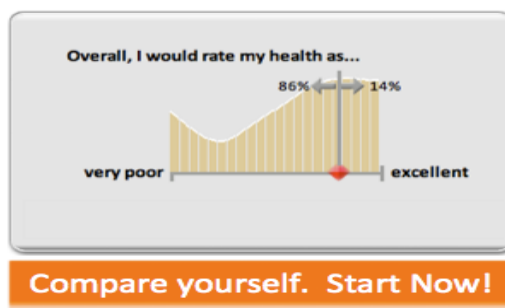 Overall, I would rate my health as...
86% 14%
very poor excellent
Compare yourself. Start Now!